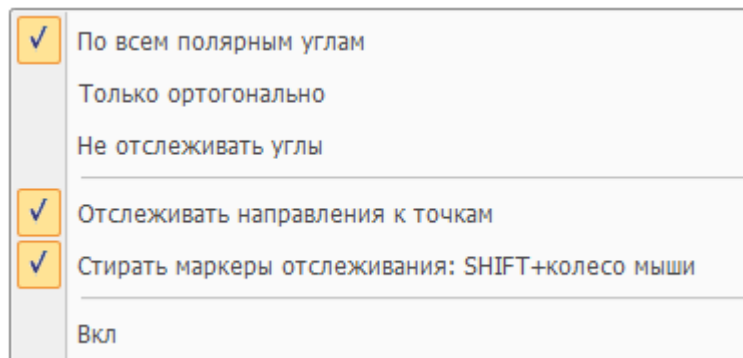 По всем полярным углам
Только ортогонально
Не отслеживать углы
Отслеживать направления к точкам
Стирать маркеры отслеживания: SHIFT+колесо мыши
Вкл